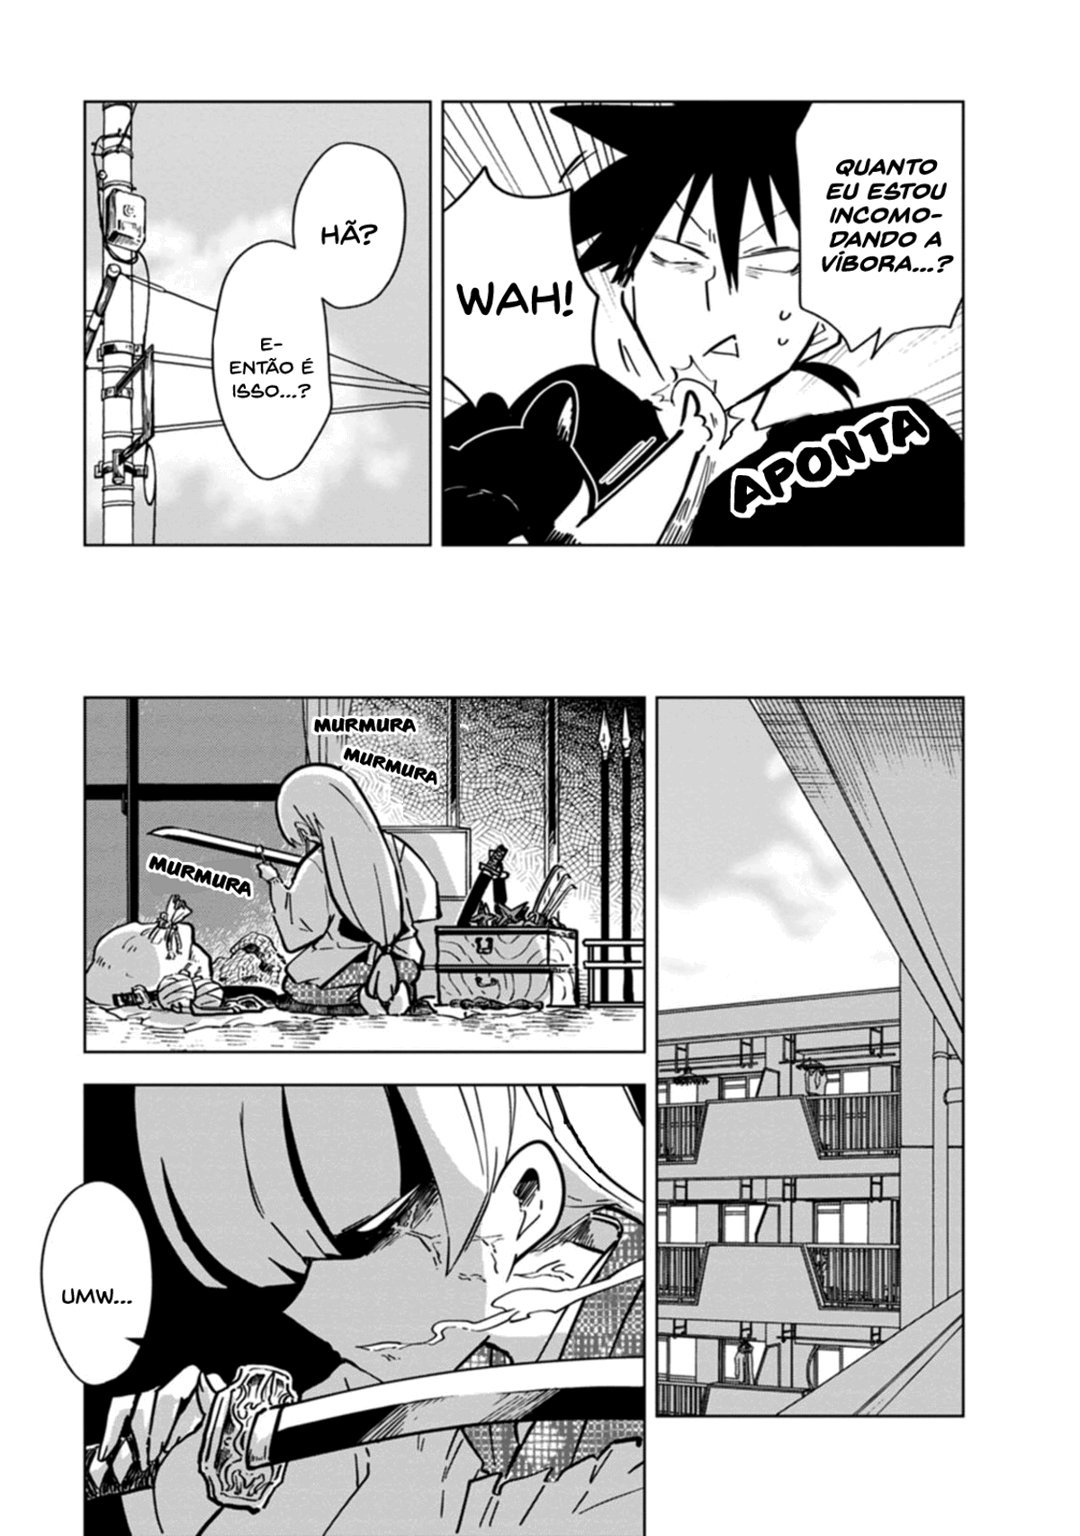 QUANTO
EU ESTOU
INCOMO-
DANDO A
VÍBORA...?
WAH!
APONTA
HÃ?
E-
ENTÃO É
ISSO...?
MURMURA
MURMURA
MURMURA
UMW...